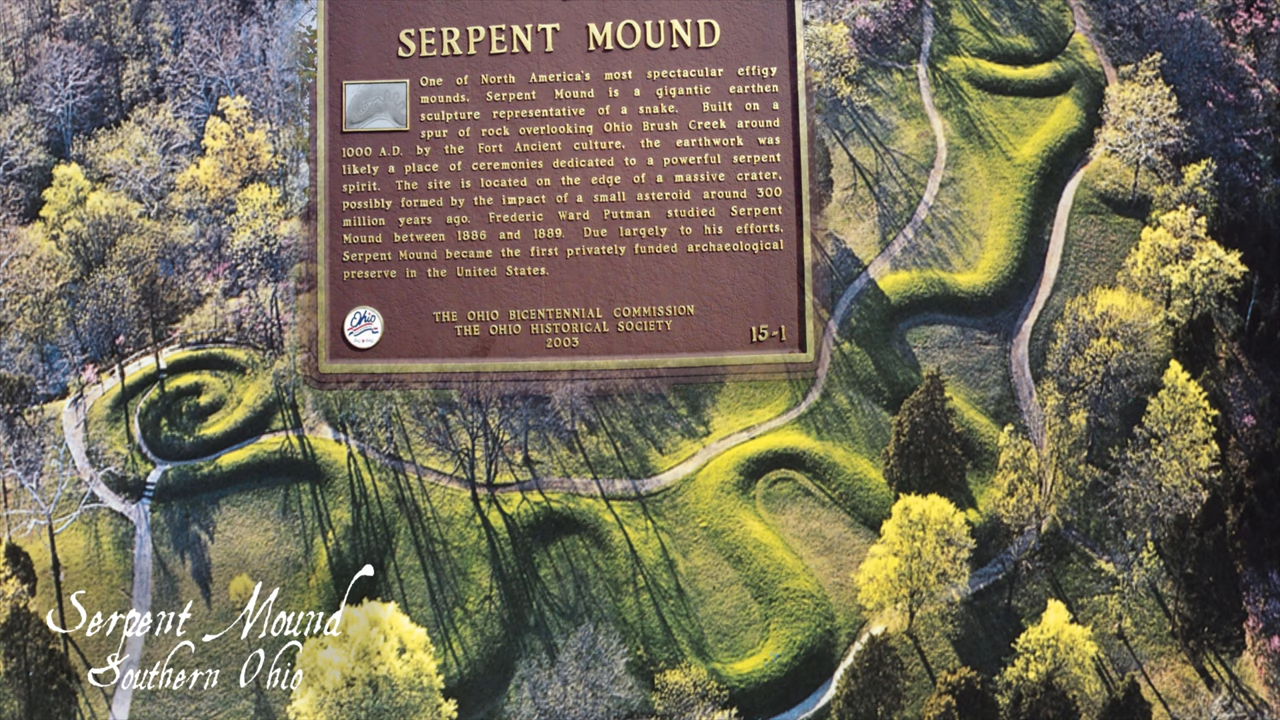 SERPENT MOUND
One of North America's most spectacular effigy
mounds, Serpent Mound is a gigantic earthen
sculpture representative of a snake. Built on a
spur of rock overlooking Ohio Brush Creek around
1000 A.D. by the Fort Ancient culture, the earthwork was
likely a place of ceremonies dedicated to a powerful serpent
spirit. The site is located on the edge of a massive crater,
possibly formed by the impact of a small asteroid around 300
million years ago. Frederic Ward Putman studied Serpent
Mound between 1886 and 1889. Due largely to his efforts,
Serpent Mound became the first privately funded archaeological
preserve in the United States.
Ohio
THE OHIO BICENTENNIAL COMMISSION
THE OHIO HISTORICAL SOCIETY
2003
15-1
Serpent Mound
Southern Ohio